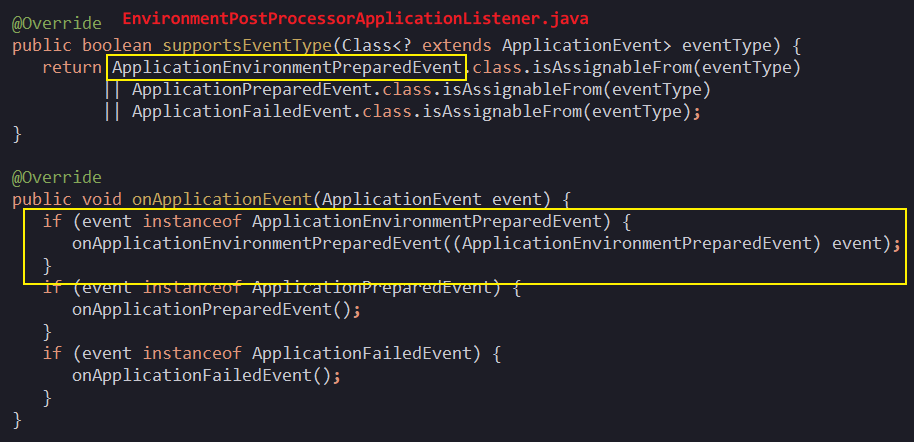 @Override EnvironmentPostProcessorApplicationListener.java
public boolean supportsEventType(Class<? extends ApplicationEvent> eventType) {
return ApplicationEnvironmentPreparedEvent.class.isAssignableFrom(eventType)
|| ApplicationPreparedEvent.class.isAssignableFrom(eventType)
|| ApplicationFailedEvent.class.isAssignableFrom(eventType);
}
@Override
public void onApplicationEvent(ApplicationEvent event) {
if (event instanceof ApplicationEnvironmentPreparedEvent) {
onApplicationEnvironmentPreparedEvent((ApplicationEnvironmentPreparedEvent) event);
}
if (event instanceof ApplicationPreparedEvent) {
onApplicationPreparedEvent();
}
if (event instanceof ApplicationFailedEvent) {
onApplicationFailedEvent();
}
}